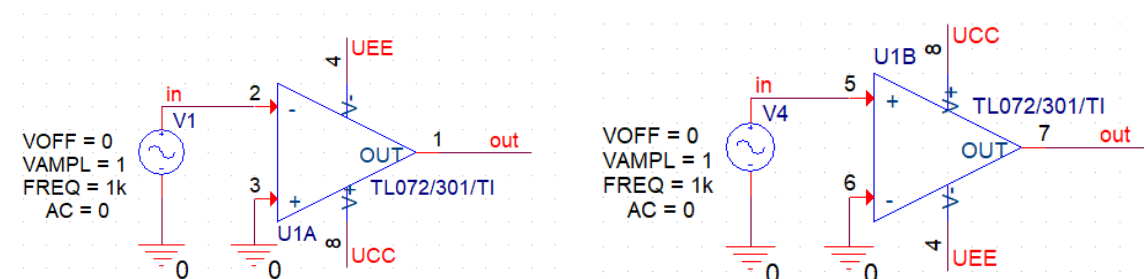 UEE
4
in
2
-
V-
V1
VOFF = 0
VAMPL = 1
FREQ = 1k
AC = 0
OUT
1
out
3
+
V+
TL072/301/TI
U1A
8
UCC
0
0
UCC
8
U1B
in
5
+
V+
TL072/301/TI
V4
VOFF = 0
VAMPL = 1
FREQ = 1k
AC = 0
OUT
7
out
6
-
V-
4
UEE
0
0